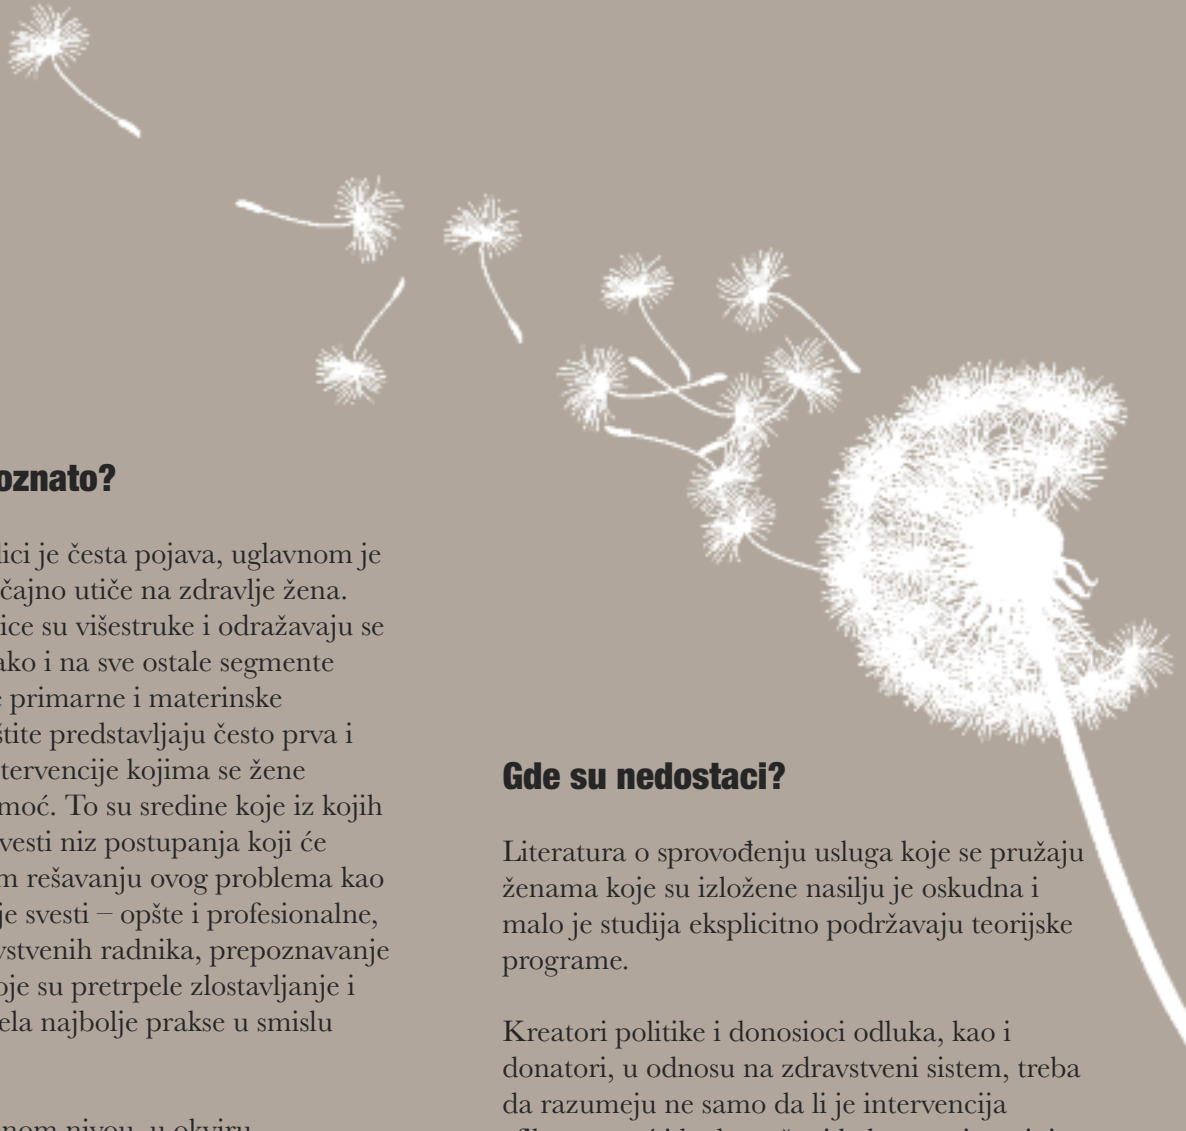 oznato?
lici je česta pojava, uglavnom je
čajno utiče na zdravlje žena.
ice su višestruke i odražavaju se
ako i na sve ostale segmente
e primarne i materinske
štite predstavljaju često prva i
tervencije kojima se žene
moć. To su sredine koje iz kojih
vesti niz postupanja koji će
m rešavanju ovog problema kao
je svesti – opšte i profesionalne,
vstvenih radnika, prepoznavanje
oje su pretrpele zlostavljanje i
ela najbolje prakse u smislu
nom nivou, u okviru
Gde su nedostaci?
Literatura o sprovođenju usluga koje se pružaju
ženama koje su izložene nasilju je oskudna i
malo je studija eksplicitno podržavaju teorijske
programe.
Kreatori politike i donosioci odluka, kao i
donatori, u odnosu na zdravstveni sistem, treba
da razumeju ne samo da li je intervencija